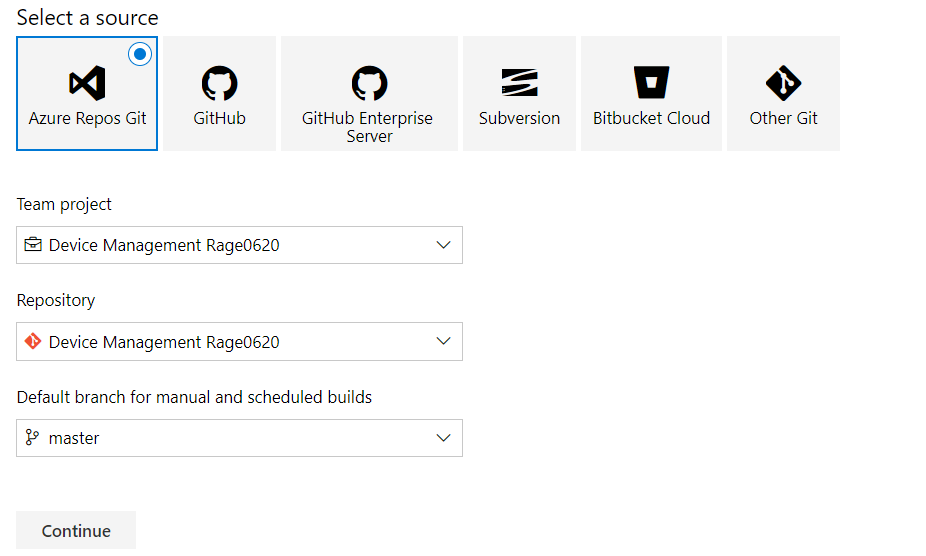 Select a source
Azure Repos Git
GitHub
GitHub Enterprise
Server
Subversion
Bitbucket Cloud
Other Git
Team project
Device Management Rage0620
Repository
Device Management Rage0620
Default branch for manual and scheduled builds
master
Continue